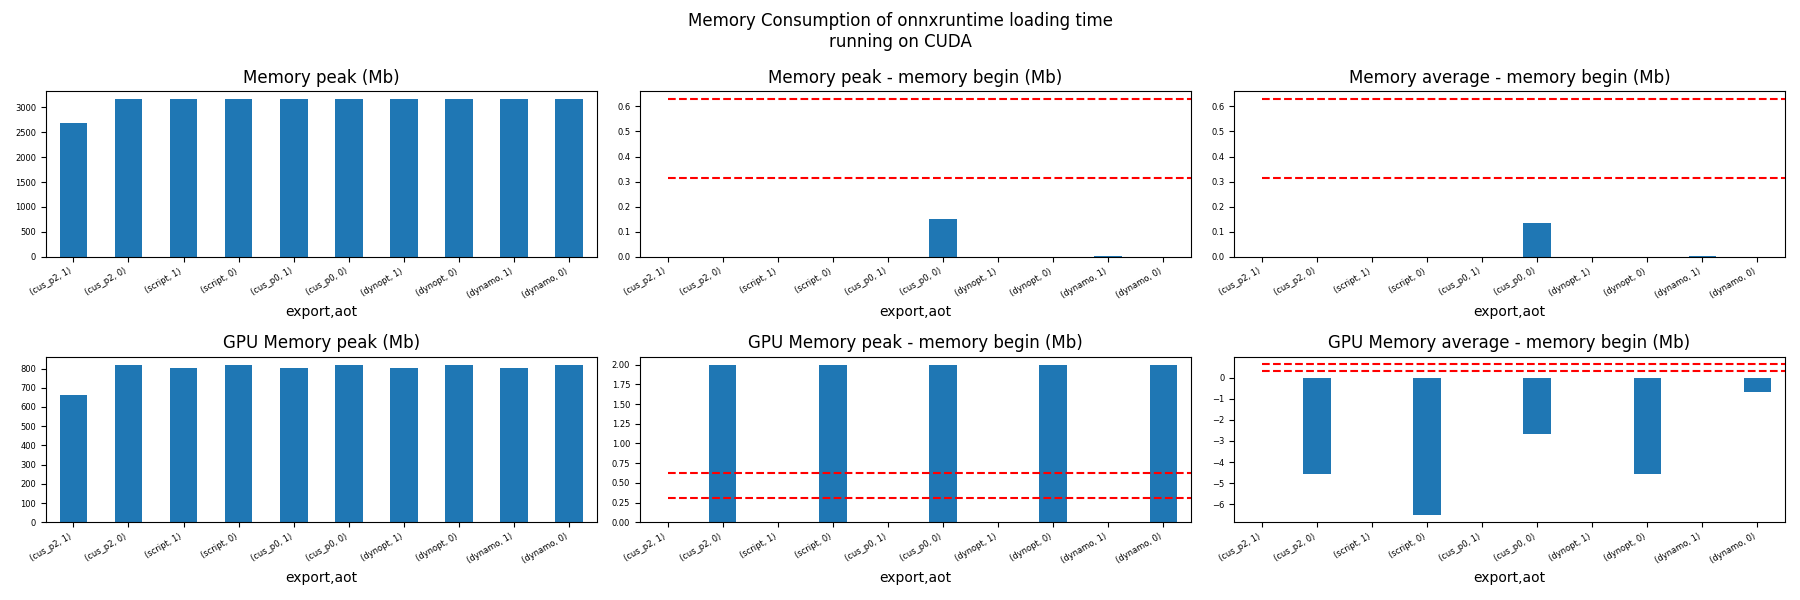 Memory Consumption of onnxruntime loading time
running on CUDA
Memory peak (Mb)
3000
2500
2000
1500
1000
500
0
(cus_p2, 1)
(cus_p2, 0)
(script, 1)
(script, 0)
(cus_p0, 1)
(cus_p0, 0)
(dynopt, 1)
(dynopt, 0)
(dynamo, 1)
(dynamo, 0)
export,aot
Memory peak - memory begin (Mb)
0.6
0.5
0.4
0.3
0.2
0.1
0.0
(cus_p2, 1)
(cus_p2, 0)
(script, 1)
(script, 0)
(cus_p0, 1)
(cus_p0, 0)
(dynopt, 1)
(dynopt, 0)
(dynamo, 1)
(dynamo, 0)
export,aot
Memory average - memory begin (Mb)
0.6
0.5
0.4
0.3
0.2
0.1
0.0
(cus_p2, 1)
(cus_p2, 0)
(script, 1)
(script, 0)
(cus_p0, 1)
(cus_p0, 0)
(dynopt, 1)
(dynopt, 0)
(dynamo, 1)
(dynamo, 0)
export,aot
GPU Memory peak (Mb)
800
700
600
500
400
300
200
100
0
(cus_p2, 1)
(cus_p2, 0)
(script, 1)
(script, 0)
(cus_p0, 1)
(cus_p0, 0)
(dynopt, 1)
(dynopt, 0)
(dynamo, 1)
(dynamo, 0)
export,aot
GPU Memory peak - memory begin (Mb)
2.00
1.75
1.50
1.25
1.00
0.75
0.50
0.25
0.00
(cus_p2, 1)
(cus_p2, 0)
(script, 1)
(script, 0)
(cus_p0, 1)
(cus_p0, 0)
(dynopt, 1)
(dynopt, 0)
(dynamo, 1)
(dynamo, 0)
export,aot
GPU Memory average - memory begin (Mb)
0
−1
−2
−3
−4
−5
−6
(cus_p2, 1)
(cus_p2, 0)
(script, 1)
(script, 0)
(cus_p0, 1)
(cus_p0, 0)
(dynopt, 1)
(dynopt, 0)
(dynamo, 1)
(dynamo, 0)
export,aot